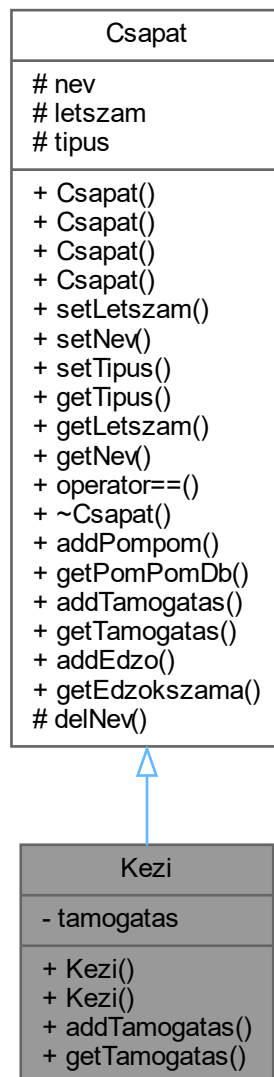 Csapat
# nev
# letszam
# tipus
+ Csapat()
+ Csapat()
+ Csapat()
+ Csapat()
+ setLetszam()
+ setNev()
+ setTipus()
+ getTipus()
+ getLetszam()
+ getNev()
+ operator==()
+ ~Csapat()
+ addPompom()
+ getPomPomDb()
+ addTamogatas()
+ getTamogatas()
+ addEdzo()
+ getEdzokszama()
# delNev()
Kezi
- tamogatas
+ Kezi()
+ Kezi()
+ addTamogatas()
+ getTamogatas()